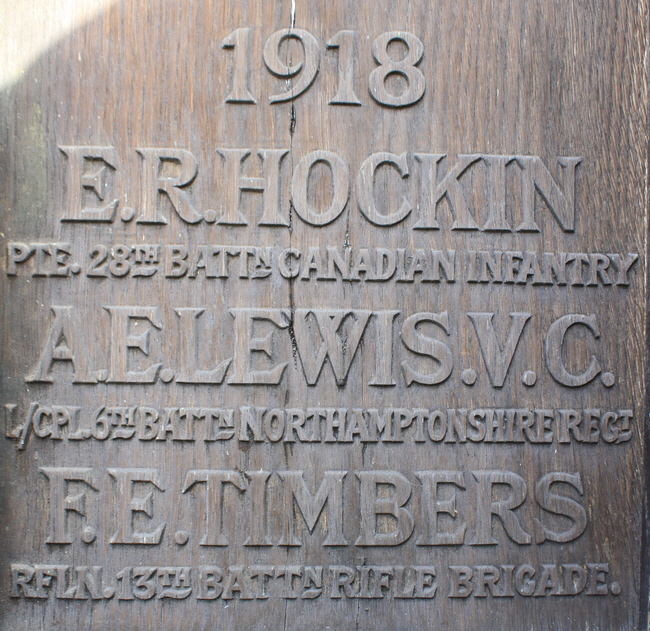 1918
E.R.HOCKIN
PTE. 28TH BATTN CANADIAN INFANTRY
A.E.LEWIS.V.C.
L/CPL.6TH BATTN NORTHAMPTONSHIRE REGT
F.E.TIMBERS
RFLN.13TH BATTN RIFLE BRIGADE.